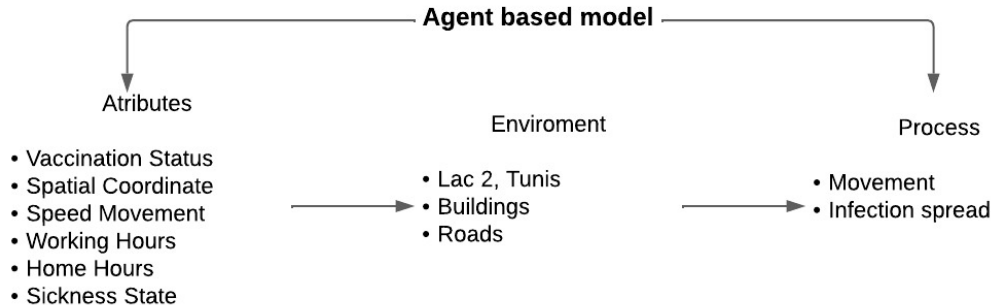 Agent based model
Atributes
• Vaccination Status
• Spatial Coordinate
• Speed Movement
• Working Hours
• Home Hours
• Sickness State
Enviroment
• Lac 2, Tunis
• Buildings
• Roads
Process
• Movement
• Infection spread